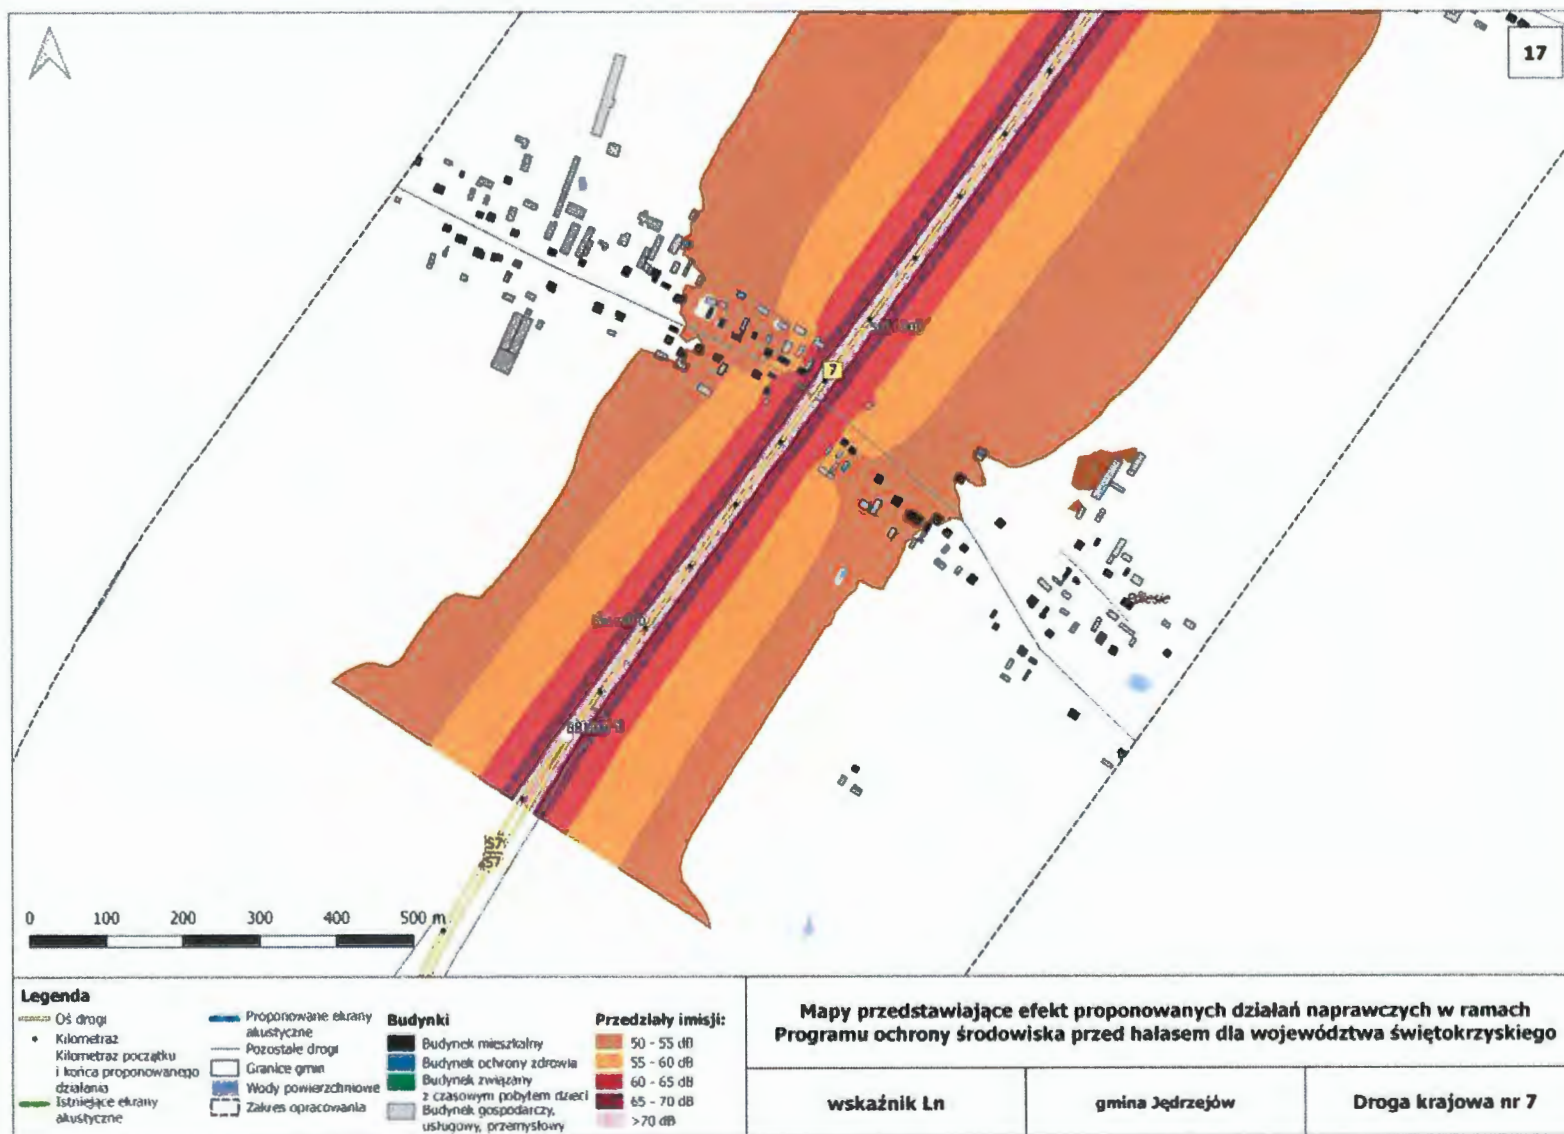 17
7
0 100 200 300 400 500 m
Legenda
Oś drogi
Kilometraż
Kilometraż początku
i końca proponowanego
działania
Istniejące ekrany
akustyczne
Proponowane ekrany
akustyczne
Pozostałe drogi
Granice gmin
Wody powierzchniowe
Zakres opracowania
Budynki
Budynek mieszkalny
Budynek ochrony zdrowia
Budynek związany
z czasowym pobytem dzieci
Budynek gospodarczy,
usługowy, przemysłowy
Przedziały imisji:
50 - 55 dB
55 - 60 dB
60 - 65 dB
65 - 70 dB
>70 dB
Mapy przedstawiające efekt proponowanych działań naprawczych w ramach
Programu ochrony środowiska przed hałasem dla województwa świętokrzyskiego
wskaźnik Ln
gmina Jędrzejów
Droga krajowa nr 7